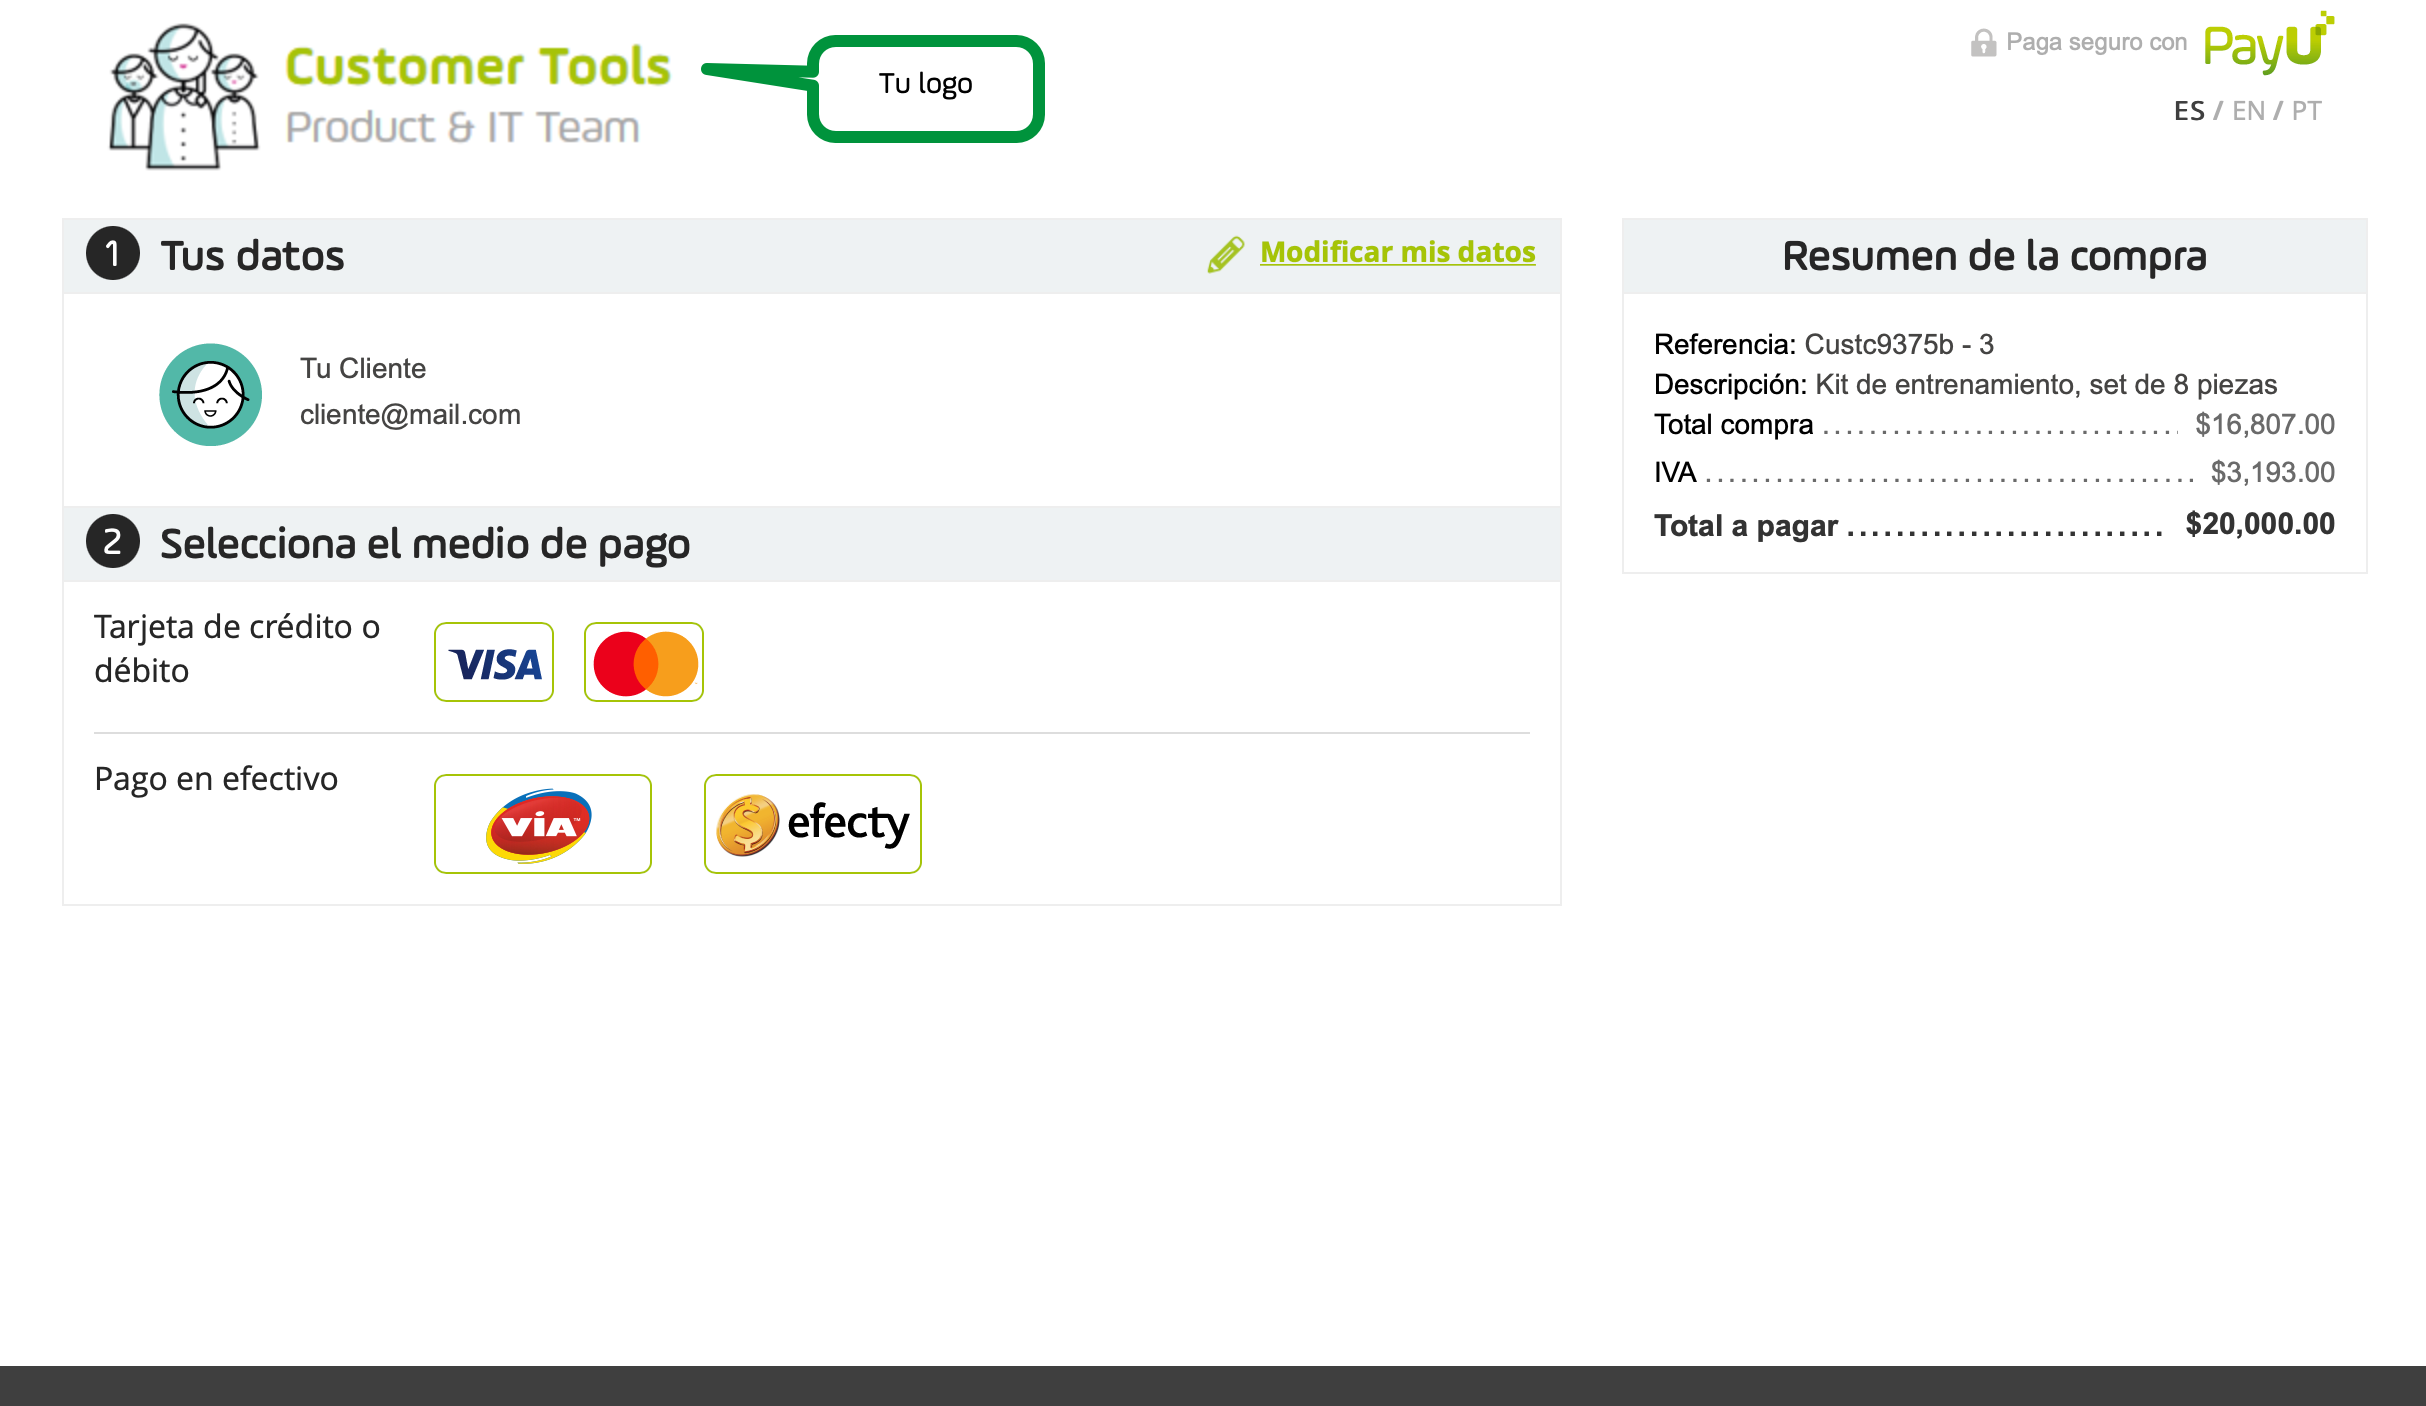 Customer Tools
Product & IT Team
Tu logo
Paga seguro con PayU
ES / EN / PT
1 Tus datos
Modificar mis datos
Tu Cliente
cliente@mail.com
2 Selecciona el medio de pago
Tarjeta de crédito o
débito
VISA
Pago en efectivo
VIA™
$ efecty
Resumen de la compra
Referencia: Custc9375b - 3
Descripción: Kit de entrenamiento, set de 8 piezas
Total compra $16,807.00
IVA $3,193.00
Total a pagar $20,000.00